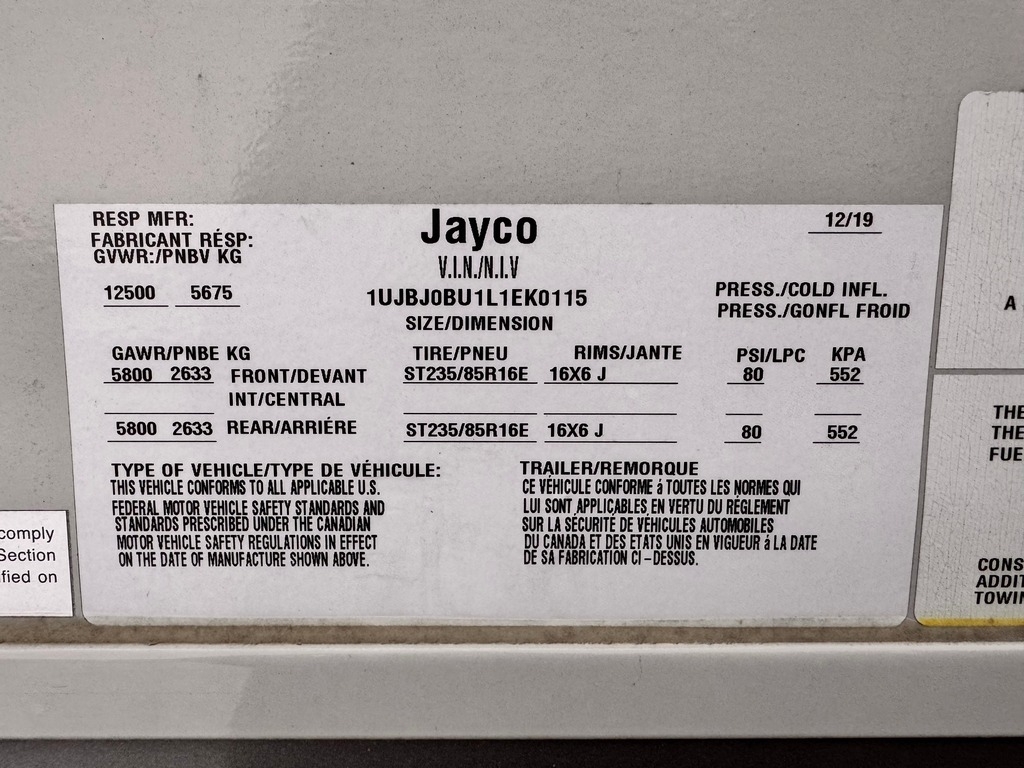 RESP MFR:
FABRICANT RÉSP:
GVWR:/PNBV KG
12500 5675
Jayco
V.I.N./N.I.V
1UJBJ0BU1L1EK0115
SIZE/DIMENSION
12/19
PRESS./COLD INFL.
PRESS./GONFL FROID
GAWR/PNBE KG TIRE/PNEU RIMS/JANTE PSI/LPC KPA
5800 2633 FRONT/DEVANT ST235/85R16E 16X6 J 80 552
INT/CENTRAL
5800 2633 REAR/ARRIÉRE ST235/85R16E 16X6 J 80 552
TYPE OF VEHICLE/TYPE DE VÉHICULE: TRAILER/REMORQUE
THIS VEHICLE CONFORMS TO ALL APPLICABLE U.S.
FEDERAL MOTOR VEHICLE SAFETY STANDARDS AND
STANDARDS PRESCRIBED UNDER THE CANADIAN
MOTOR VEHICLE SAFETY REGULATIONS IN EFFECT
ON THE DATE OF MANUFACTURE SHOWN ABOVE.
CE VÉHICULE CONFORME á TOUTES LES NORMES QUI
LUI SONT APPLICABLES EN VERTU DU RÉGLEMENT
SUR LA SÉCURITÉ DE VÉHICULES AUTOMOBILES
DU CANADA ET DES ETATS UNIS EN VIGUEUR á LA DATE
DE SA FABRICATION CI-DESSUS.
comply
Section
fied on
A
THE
THE
FUE
CONS
ADDIT
TOWIN